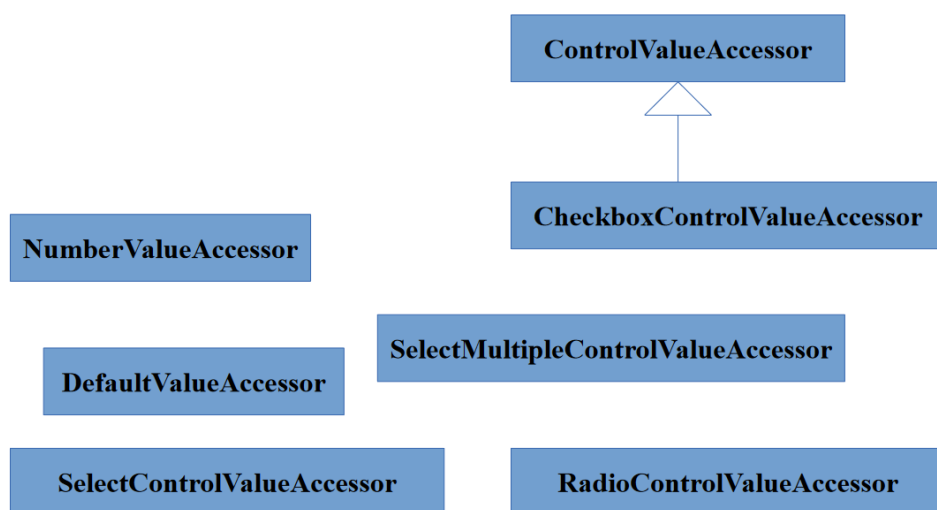 ControlValueAccessor
CheckboxControlValueAccessor
NumberValueAccessor
SelectMultipleControlValueAccessor
DefaultValueAccessor
SelectControlValueAccessor
RadioControlValueAccessor